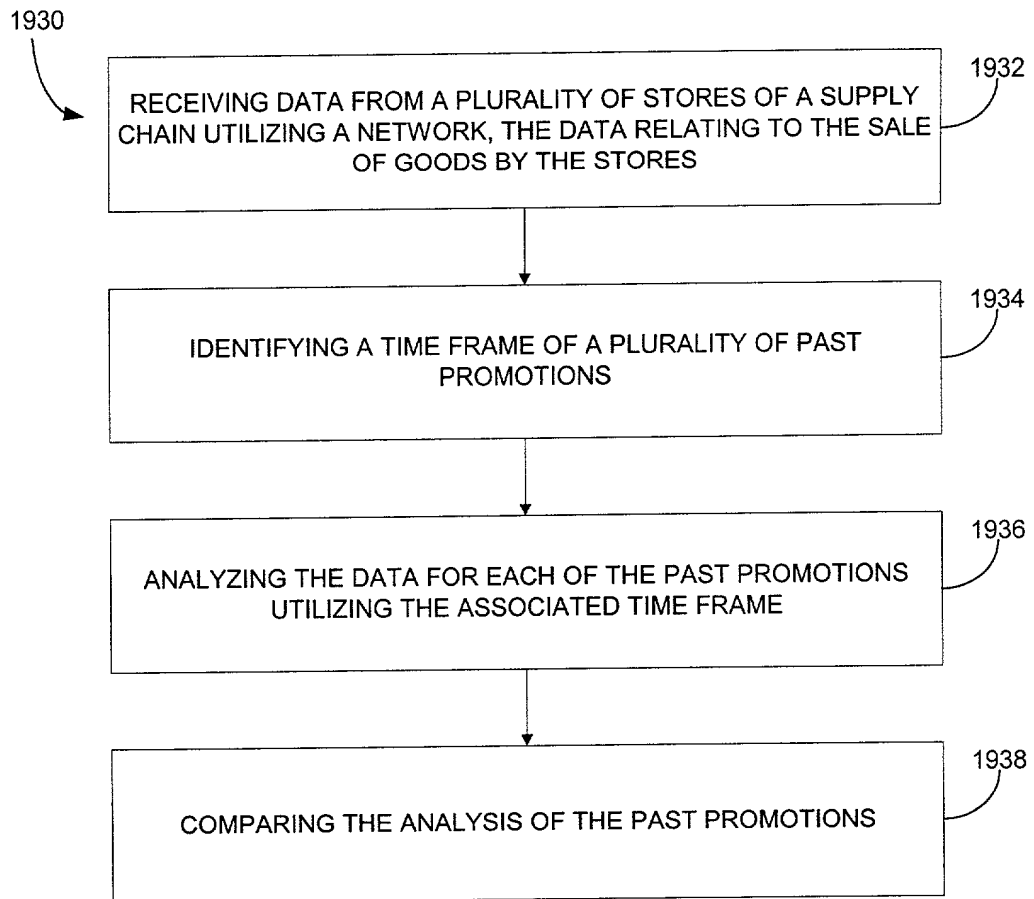 1930
1932
RECEIVING DATA FROM A PLURALITY OF STORES OF A SUPPLY
CHAIN UTILIZING A NETWORK, THE DATA RELATING TO THE SALE
OF GOODS BY THE STORES
1934
IDENTIFYING A TIME FRAME OF A PLURALITY OF PAST
PROMOTIONS
1936
ANALYZING THE DATA FOR EACH OF THE PAST PROMOTIONS
UTILIZING THE ASSOCIATED TIME FRAME
1938
COMPARING THE ANALYSIS OF THE PAST PROMOTIONS